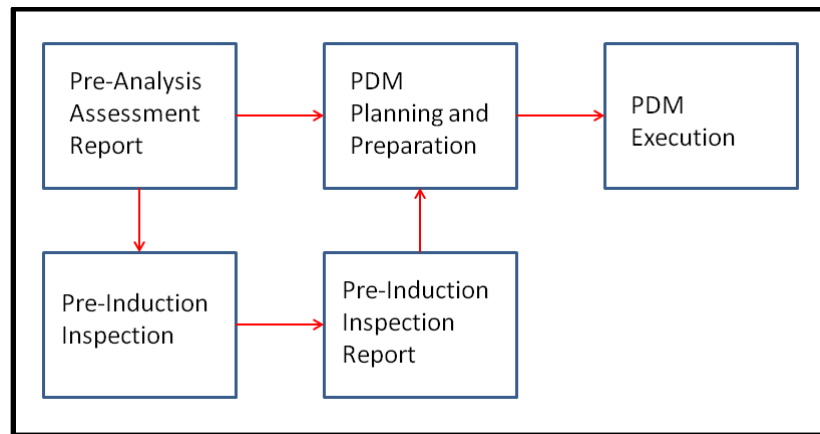 Pre-Analysis
Assessment
Report
PDM
Planning and
Preparation
PDM
Execution
Pre-Induction
Inspection
Pre-Induction
Inspection
Report